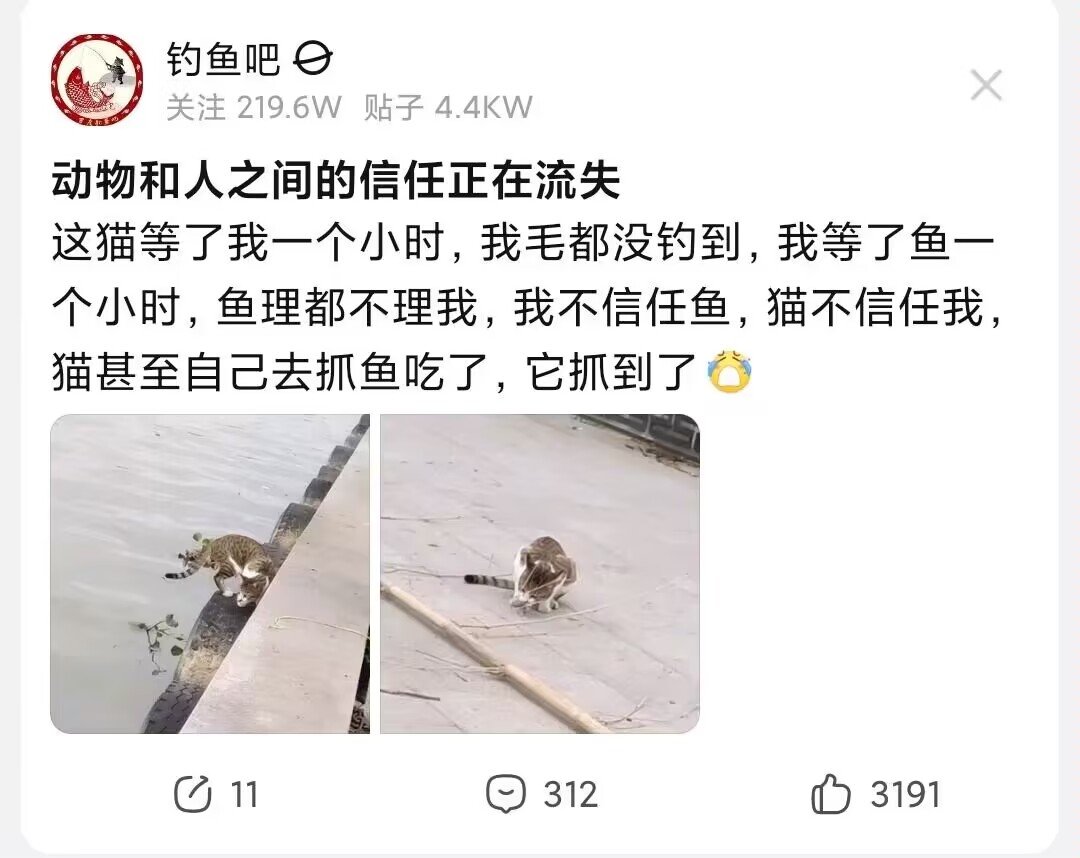 钓鱼吧
关注 219.6W 贴子 4.4KW
动物和人之间的信任正在流失
这猫等了我一个小时，我毛都没钓到，我等了鱼一
个小时，鱼理都不理我，我不信任鱼，猫不信任我，
猫甚至自己去抓鱼吃了，它抓到了😭
11
312
3191